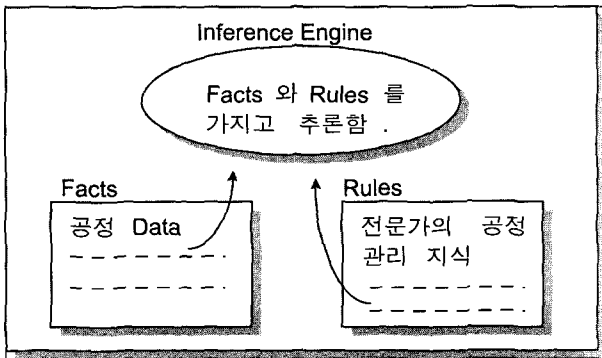 Inference Engine
Facts 와 Rules 를
가지고 추론함 .
Facts
공정 Data
Rules
전문가의 공정
관리 지식